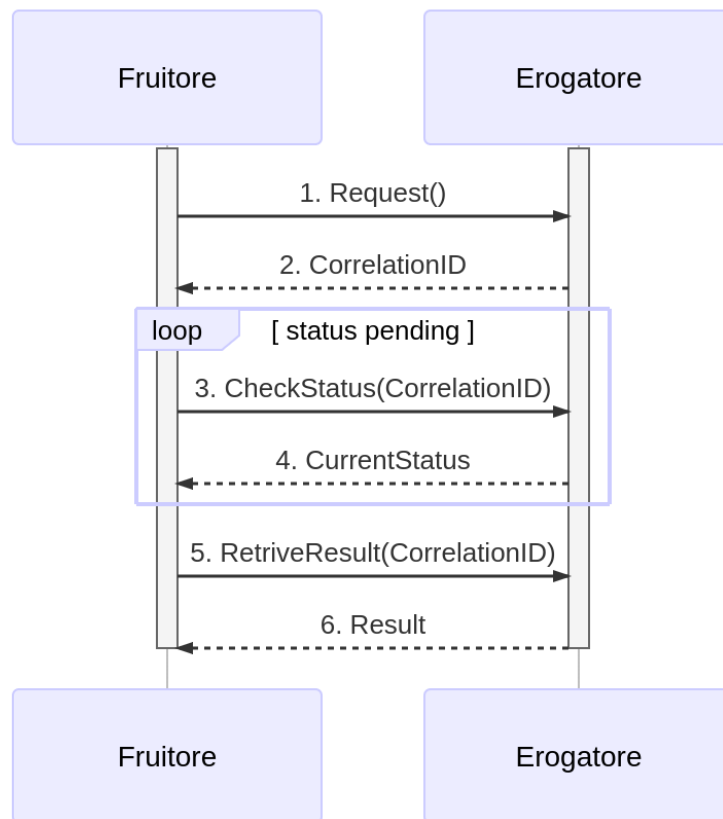 Fruitore Erogatore
1. Request()
2. CorrelationID
loop [ status pending ]
3. CheckStatus(CorrelationID)
4. CurrentStatus
5. RetriveResult(CorrelationID)
6. Result
Fruitore Erogatore